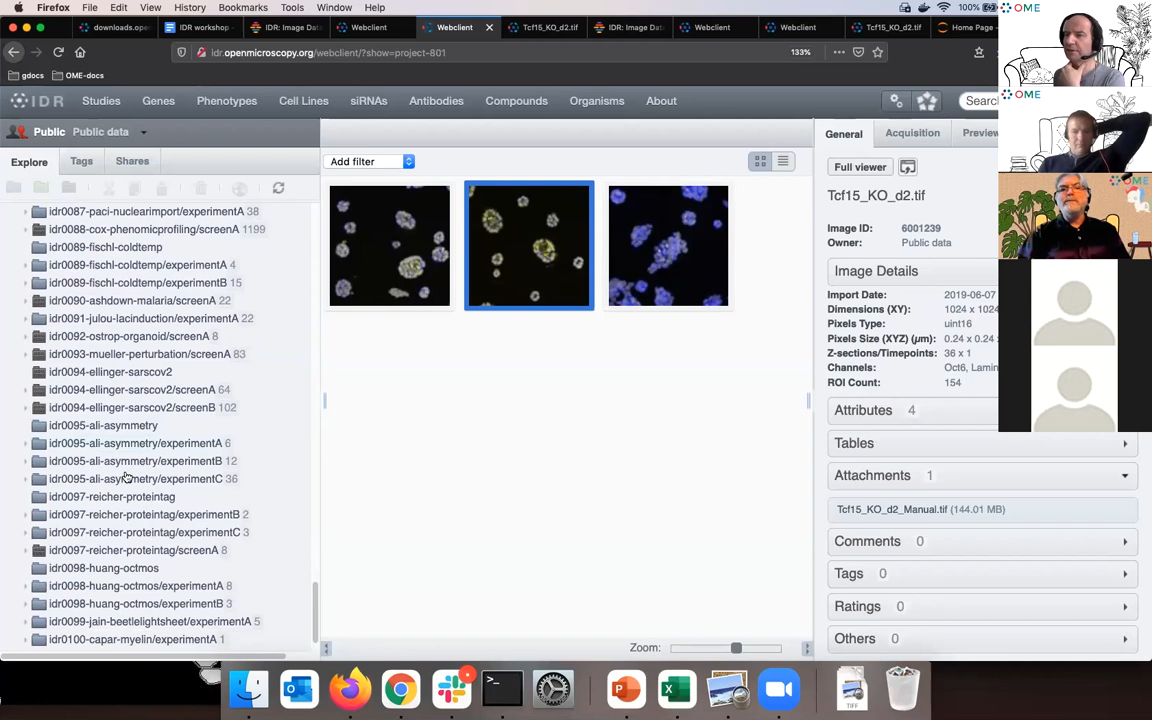 Firefox File Edit View History Bookmarks Tools Window Help 100%
downloads.ope IDR workshop IDR: Image Dat Webclient Webclient Tcf15_KO_d2.tif IDR: Image Dat Webclient Webclient Tcf15_KO_d2.tif Home Page -
idr.openmicroscopy.org/webclient/?show=project-801 133%
gdocs OME-docs
IDR Studies Genes Phenotypes Cell Lines siRNAs Antibodies Compounds Organisms About Searc
Public Public data
Explore Tags Shares
Add filter
General Acquisition Preview
idr0087-paci-nuclearimport/experimentA 38
idr0088-cox-phenomicprofiling/screenA 1199
idr0089-fischl-coldtemp
idr0089-fischl-coldtemp/experimentA 4
idr0089-fischl-coldtemp/experimentB 15
idr0090-ashdown-malaria/screenA 22
idr0091-julou-lacinduction/experimentA 22
idr0092-ostrop-organoid/screenA 8
idr0093-mueller-perturbation/screenA 83
idr0094-ellinger-sarscov2
idr0094-ellinger-sarscov2/screenA 64
idr0094-ellinger-sarscov2/screenB 102
idr0095-ali-asymmetry
idr0095-ali-asymmetry/experimentA 6
idr0095-ali-asymmetry/experimentB 12
idr0095-ali-asymmetry/experimentC 36
idr0097-reicher-proteintag
idr0097-reicher-proteintag/experimentB 2
idr0097-reicher-proteintag/experimentC 3
idr0097-reicher-proteintag/screenA 8
idr0098-huang-octmos
idr0098-huang-octmos/experimentA 8
idr0098-huang-octmos/experimentB 3
idr0099-jain-beetlelightsheet/experimentA 5
idr0100-capar-myelin/experimentA 1
Zoom:
Full viewer
Tcf15_KO_d2.tif
Image ID: 6001239
Owner: Public data
Image Details
Import Date: 2019-06-07
Dimensions (XY): 1024 x 1024
Pixels Type: uint16
Pixels Size (XYZ) (µm): 0.24 x 0.24
Z-sections/Timepoints: 36 x 1
Channels: Oct6, Lamin
ROI Count: 154
Attributes 4
Tables
Attachments 1
Tcf15_KO_d2_Manual.tif (144.01 MB)
Comments 0
Tags 0
Ratings 0
Others 0
OME
OME
OME
TIFF